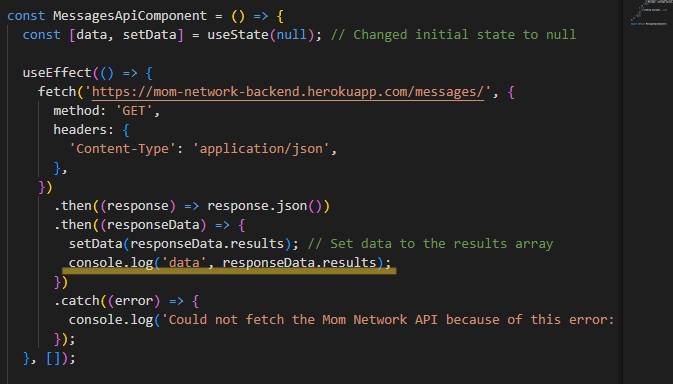 const MessagesApiComponent = () => {
  const [data, setData] = useState(null); // Changed initial state to null
  useEffect(() => {
    fetch('https://mom-network-backend.herokuapp.com/messages/', {
      method: 'GET',
      headers: {
        'Content-Type': 'application/json',
      },
    })
      .then((response) => response.json())
      .then((responseData) => {
        setData(responseData.results); // Set data to the results array
        console.log('data', responseData.results);
      })
      .catch((error) => {
        console.log('Could not fetch the Mom Network API because of this error:
      });
  }, []);